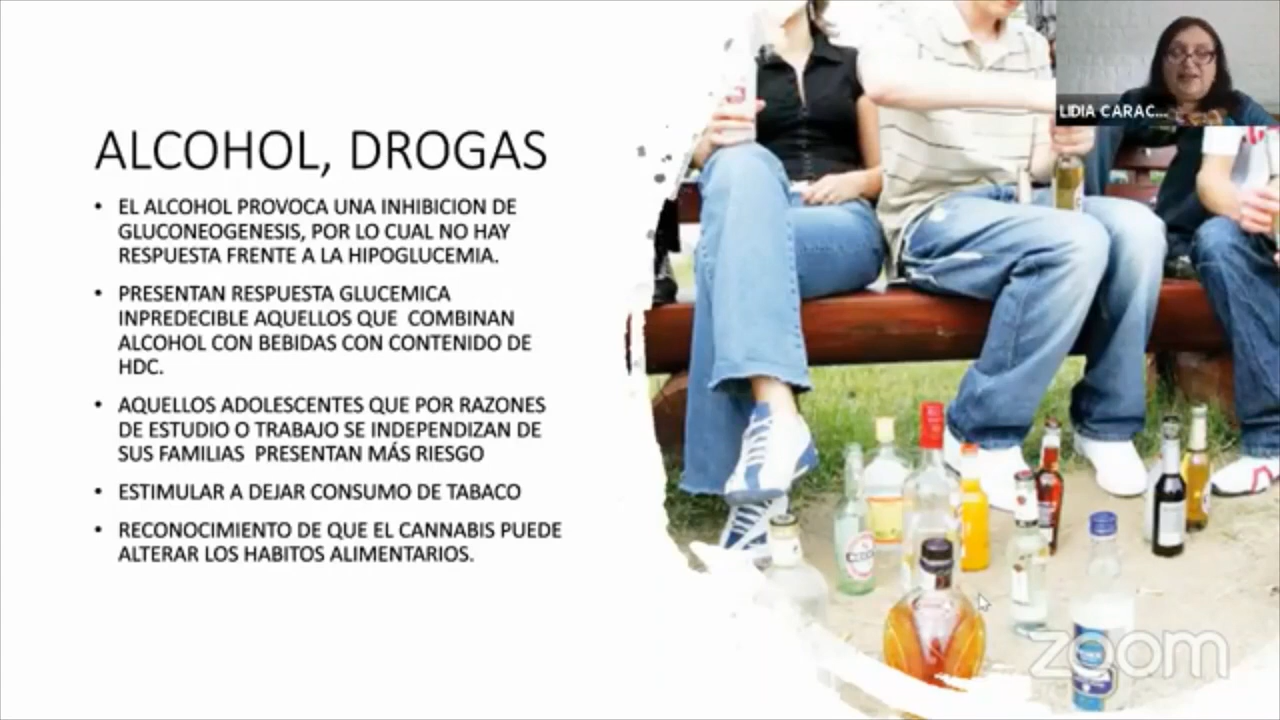 LIDIA CARAC...
ALCOHOL, DROGAS
• EL ALCOHOL PROVOCA UNA INHIBICION DE
GLUCONEOGENESIS, POR LO CUAL NO HAY
RESPUESTA FRENTE A LA HIPOGLUCEMIA.
• PRESENTAN RESPUESTA GLUCEMICA
INPREDECIBLE AQUELLOS QUE COMBINAN
ALCOHOL CON BEBIDAS CON CONTENIDO DE
HDC.
• AQUELLOS ADOLESCENTES QUE POR RAZONES
DE ESTUDIO O TRABAJO SE INDEPENDIZAN DE
SUS FAMILIAS PRESENTAN MÁS RIESGO
• ESTIMULAR A DEJAR CONSUMO DE TABACO
• RECONOCIMIENTO DE QUE EL CANNABIS PUEDE
ALTERAR LOS HABITOS ALIMENTARIOS.
zoom